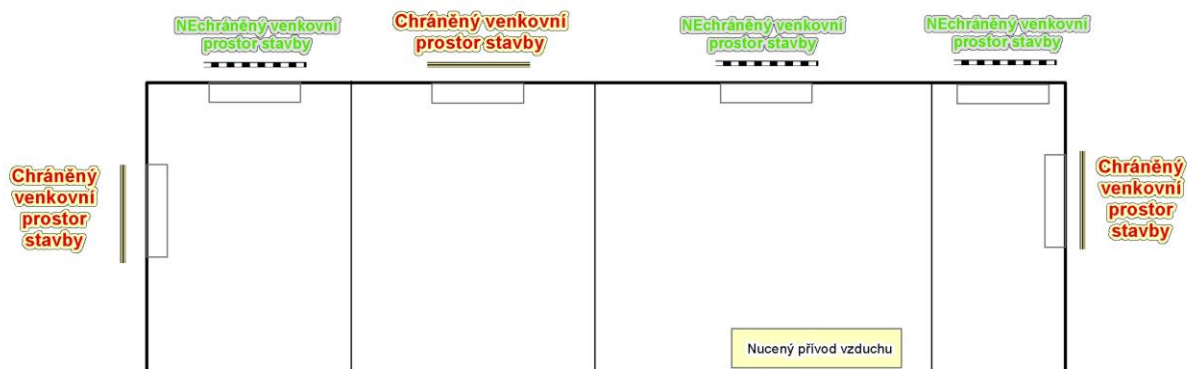 NEchráněný venkovní
prostor stavby
Chráněný venkovní
prostor stavby
NEchráněný venkovní
prostor stavby
NEchráněný venkovní
prostor stavby
Chráněný
venkovní
prostor
stavby
Chráněný
venkovní
prostor
stavby
Nucený přívod vzduchu